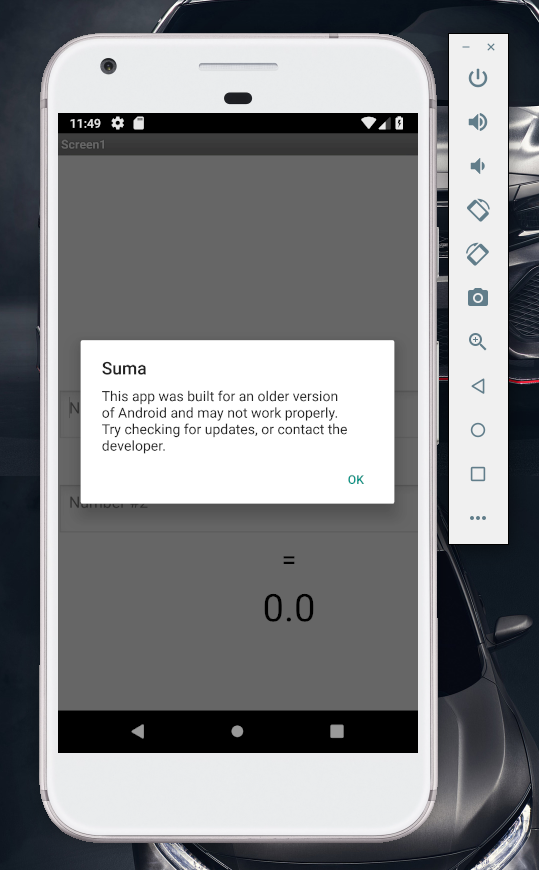 11:49
Screen1
Suma
This app was built for an older version
of Android and may not work properly.
Try checking for updates, or contact the
developer.
OK
N
Number #2
=
0.0